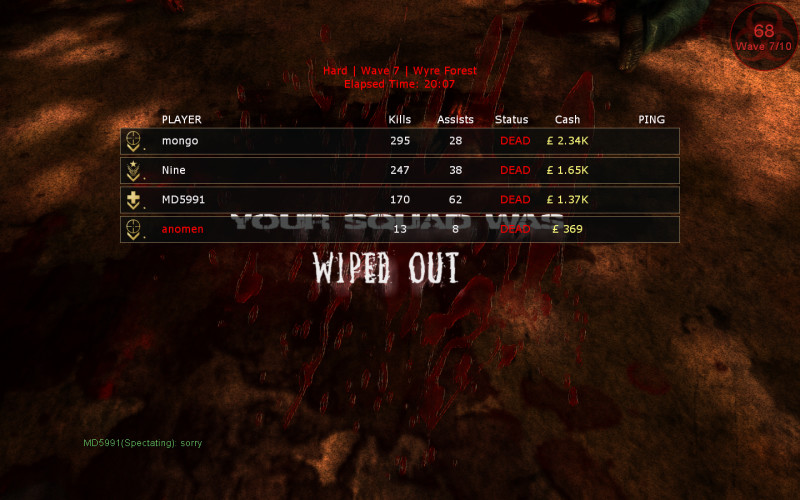 68
Wave 7/10
Hard | Wave 7 | Wyre Forest
Elapsed Time: 20:07
PLAYER Kills Assists Status Cash PING
mongo 295 28 DEAD £ 2.34K
Nine 247 38 DEAD £ 1.65K
MD5991 170 62 DEAD £ 1.37K
YOUR SQUAD WAS
anomen 13 8 DEAD £ 369
WIPED OUT
MD5991(Spectating): sorry